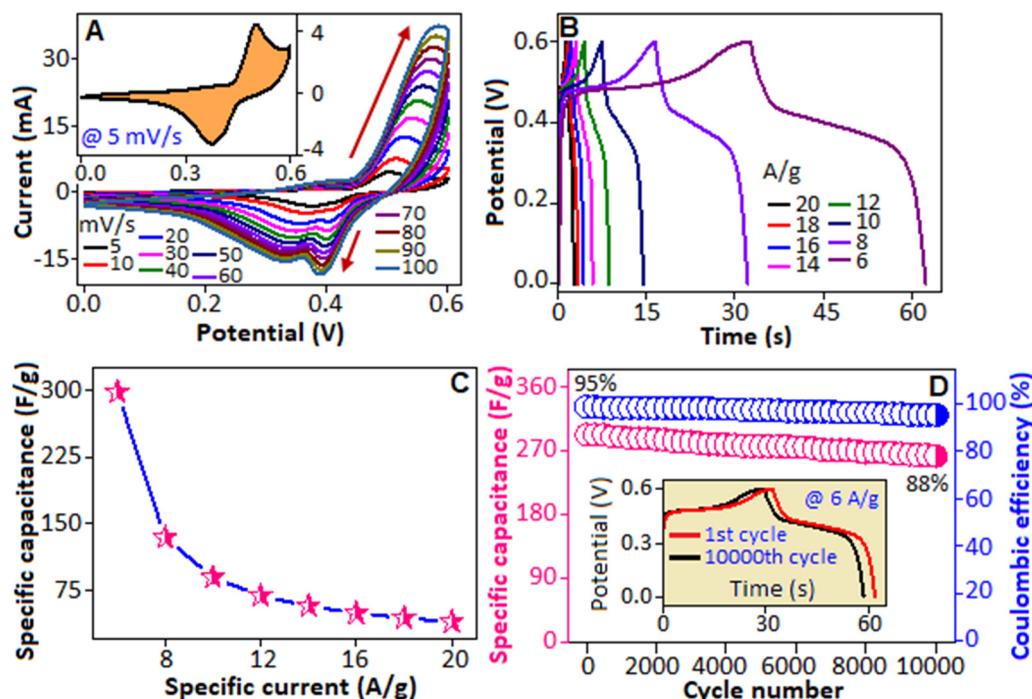 A
45
30
15
0
-15
Current (mA)
0.0 0.2 0.4 0.6
Potential (V)
@ 5 mV/s
0.0 0.3 0.6
4
0
-4
mV/s
5
10
20
30
40
50
60
70
80
90
100
B
0.6
0.4
0.2
0.0
Potential (V)
0 15 30 45 60
Time (s)
A/g
20
18
16
14
12
10
8
6
C
300
225
150
75
Specific capacitance (F/g)
8 12 16 20
Specific current (A/g)
D
360
270
180
90
0
Specific capacitance (F/g)
95%
88%
100
80
60
40
20
0
Coulombic efficiency (%)
0 2000 4000 6000 8000 10000
Cycle number
@ 6 A/g
0.6
0.3
0.0
Potential (V)
1st cycle
10000th cycle
Time (s)
0 30 60